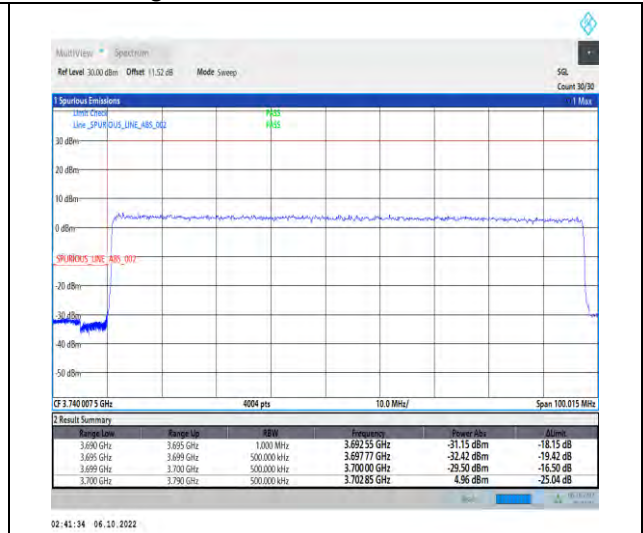 MultiView Spectrum
Ref Level 30.00 dBm Offset 11.52 dB Mode Sweep SGL
Count 30/30
1 Spurious Emissions 1 Max
Limit Check PASS
Line _SPURIOUS_LINE_ABS_002 PASS
30 dBm
20 dBm
10 dBm
0 dBm
SPURIOUS_LINE_ABS_002
-20 dBm
-30 dBm
-40 dBm
-50 dBm
CF 3.740 007 5 GHz 4004 pts 10.0 MHz/ Span 100.015 MHz
2 Result Summary
Range Low Range Up RBW Frequency Power Abs ΔLimit
3.690 GHz 3.695 GHz 1.000 MHz 3.692 55 GHz -31.15 dBm -18.15 dB
3.695 GHz 3.699 GHz 500.000 kHz 3.697 77 GHz -32.42 dBm -19.42 dB
3.699 GHz 3.700 GHz 500.000 kHz 3.700 00 GHz -29.50 dBm -16.50 dB
3.700 GHz 3.790 GHz 500.000 kHz 3.702 85 GHz 4.96 dBm -25.04 dB
02:41:34 06.10.2022